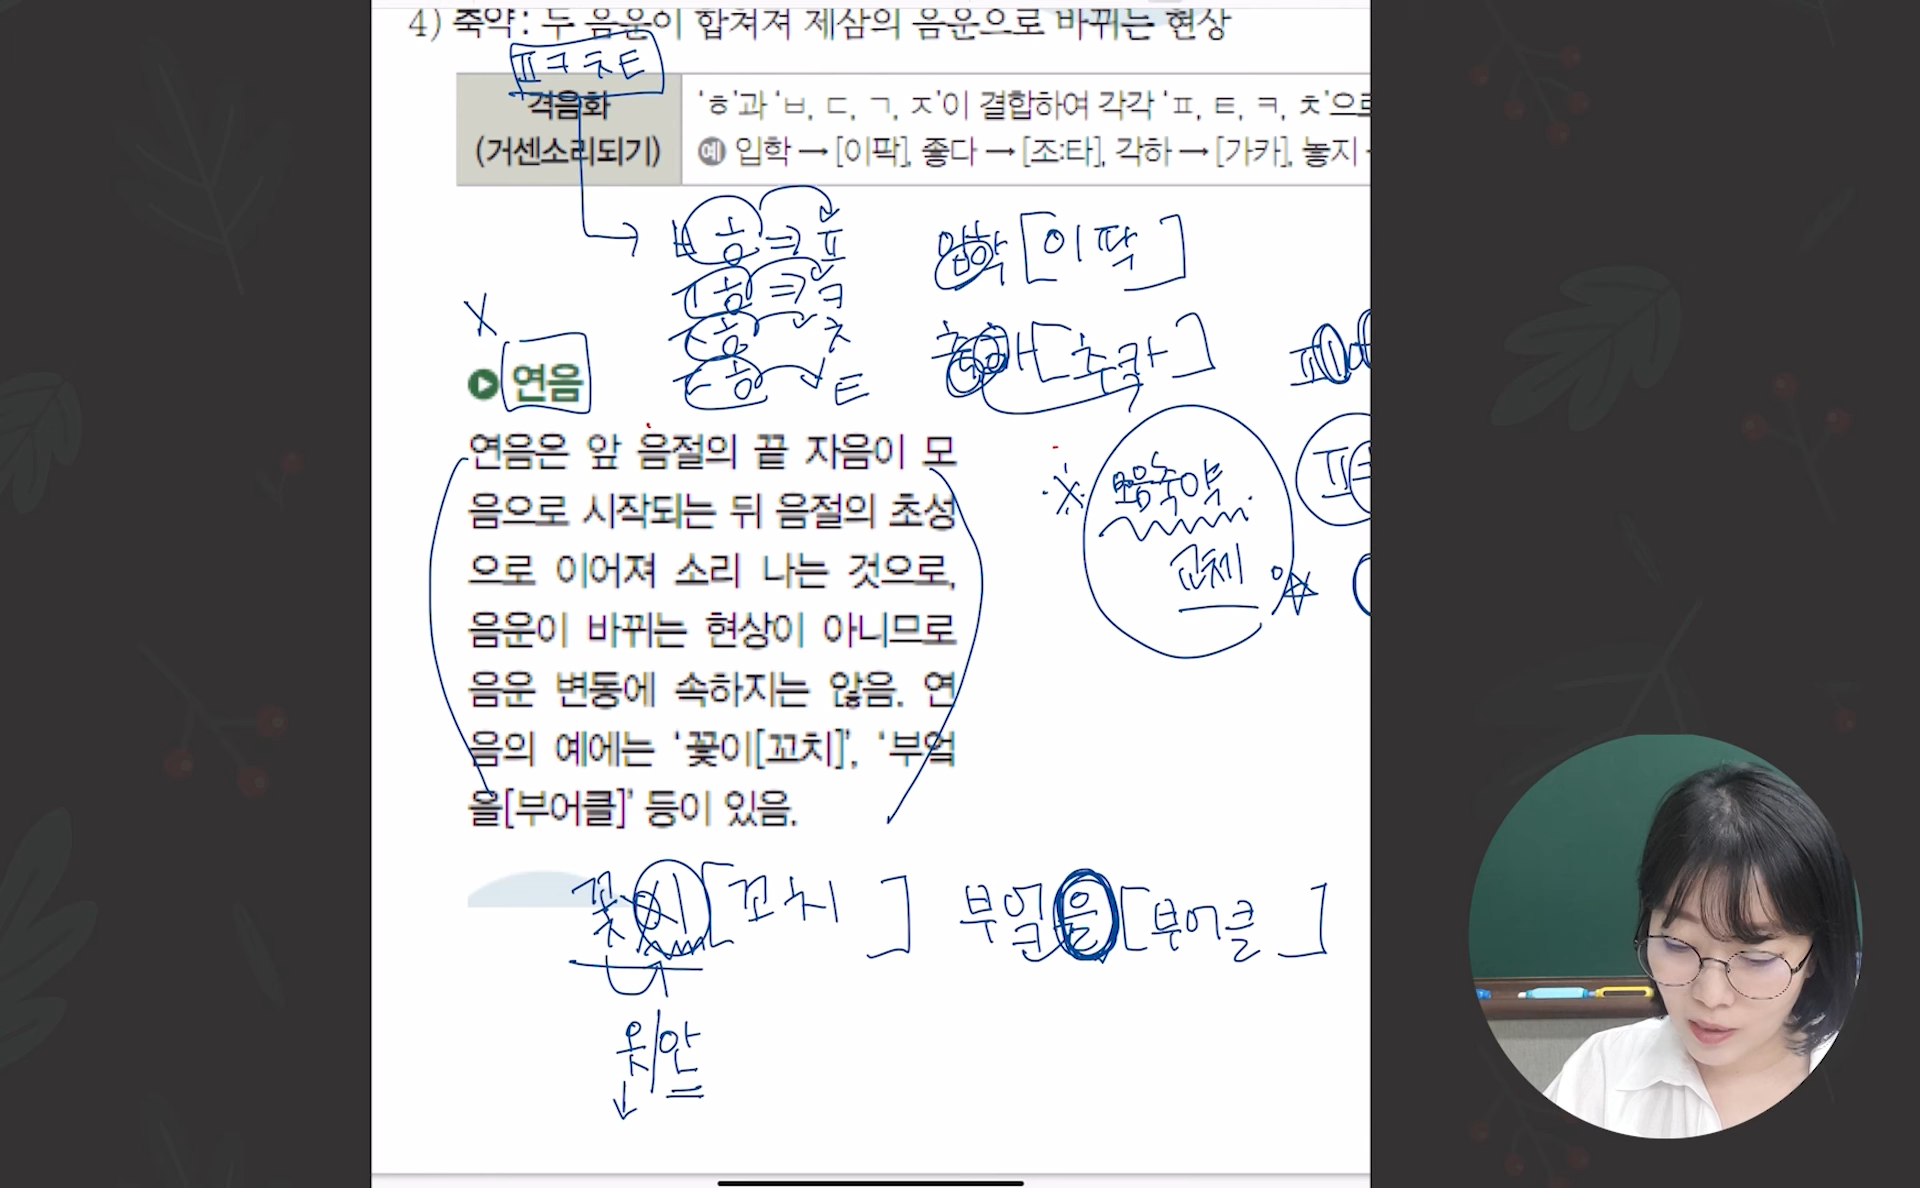 4) 축약: 두 음운이 합쳐져 제삼의 음운으로 바뀌는 현상
ㅍㅋㅊㅌ
격음화
(거센소리되기)
‘ㅎ’과 ‘ㅂ, ㄷ, ㄱ, ㅈ’이 결합하여 각각 ‘ㅍ, ㅌ, ㅋ, ㅊ’으로
예 입학 → [이팍], 좋다 → [조:타], 각하 → [가카], 놓지
ㅂ ㅎ ⇒ ㅍ
입학 [이팍]
ㄱ ㅎ ⇒ ㅋ
ㅈ ㅎ ㅊ
축하 [추카]
ㄷ ㅎ ㅌ
X
연음
연음은 앞 음절의 끝 자음이 모
음으로 시작되는 뒤 음절의 초성
으로 이어져 소리 나는 것으로,
음운이 바뀌는 현상이 아니므로
음운 변동에 속하지는 않음. 연
음의 예에는 ‘꽃이[꼬치]’, ‘부엌
을[부어클]’ 등이 있음.
※ 모음축약
교체
꽃이 [꼬치]
부엌을 [부어클]
옷/안